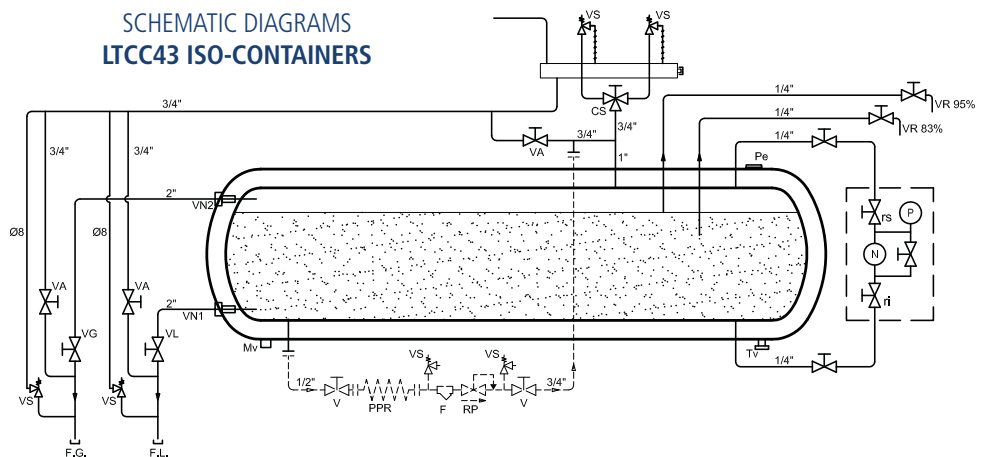 SCHEMATIC DIAGRAMS
LTCC43 ISO-CONTAINERS
VS
VS
3/4"
CS
3/4"
3/4"
VA
1"
1/4"
VR 95%
1/4"
VR 83%
1/4"
Pe
3/4"
3/4"
2"
VN2
Ø8
Ø8
rs
P
N
ri
VA
VA
2"
VN1
VG
VL
Mv
Tv
1/4"
VS
VS
1/2"
V
PPR
F
RP
V
3/4"
VS
VS
F.G.
F.L.